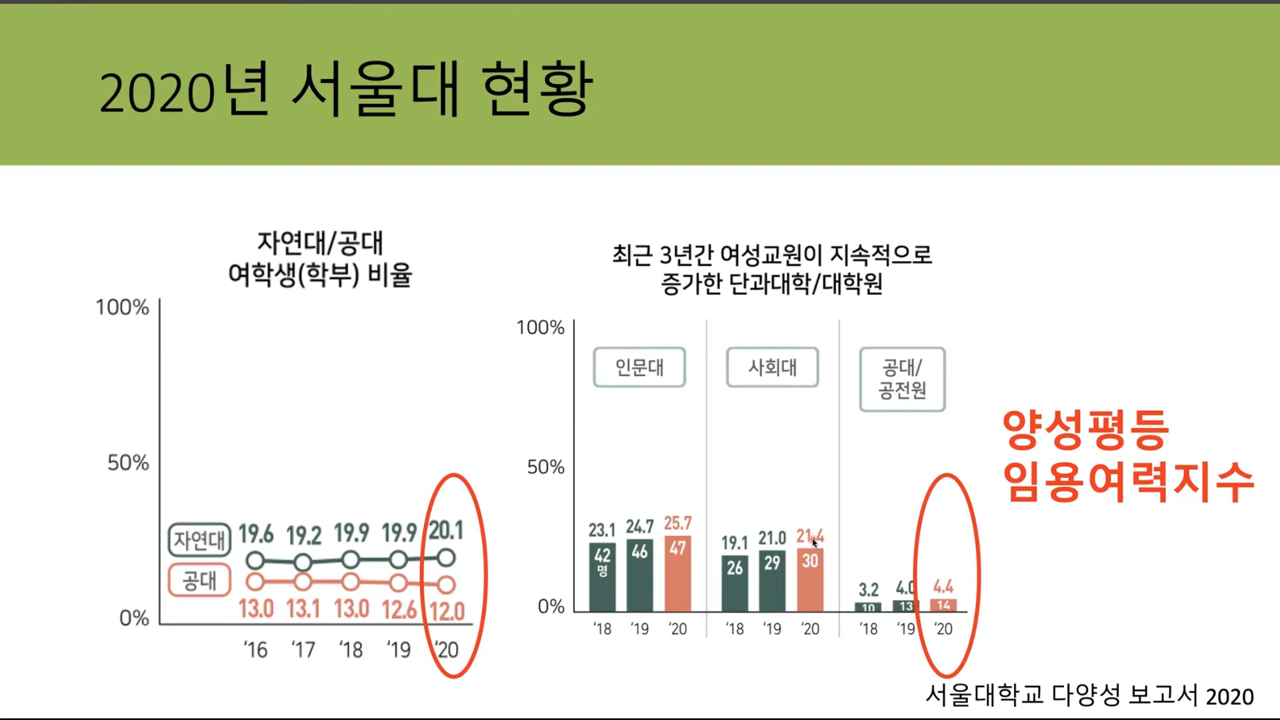 2020년 서울대 현황
자연대/공대
여학생(학부) 비율
100%
50%
0%
자연대
공대
19.6 19.2 19.9 19.9 20.1
13.0 13.1 13.0 12.6 12.0
‘16 ‘17 ‘18 ‘19 ‘20
최근 3년간 여성교원이 지속적으로
증가한 단과대학/대학원
100%
50%
0%
인문대
23.1 24.7 25.7
42 46 47
명
‘18 ‘19 ‘20
사회대
19.1 21.0 21.4
26 29 30
‘18 ‘19 ‘20
공대/
공전원
3.2 4.0 4.4
10 13 14
‘18 ‘19 ‘20
양성평등
임용여력지수
서울대학교 다양성 보고서 2020